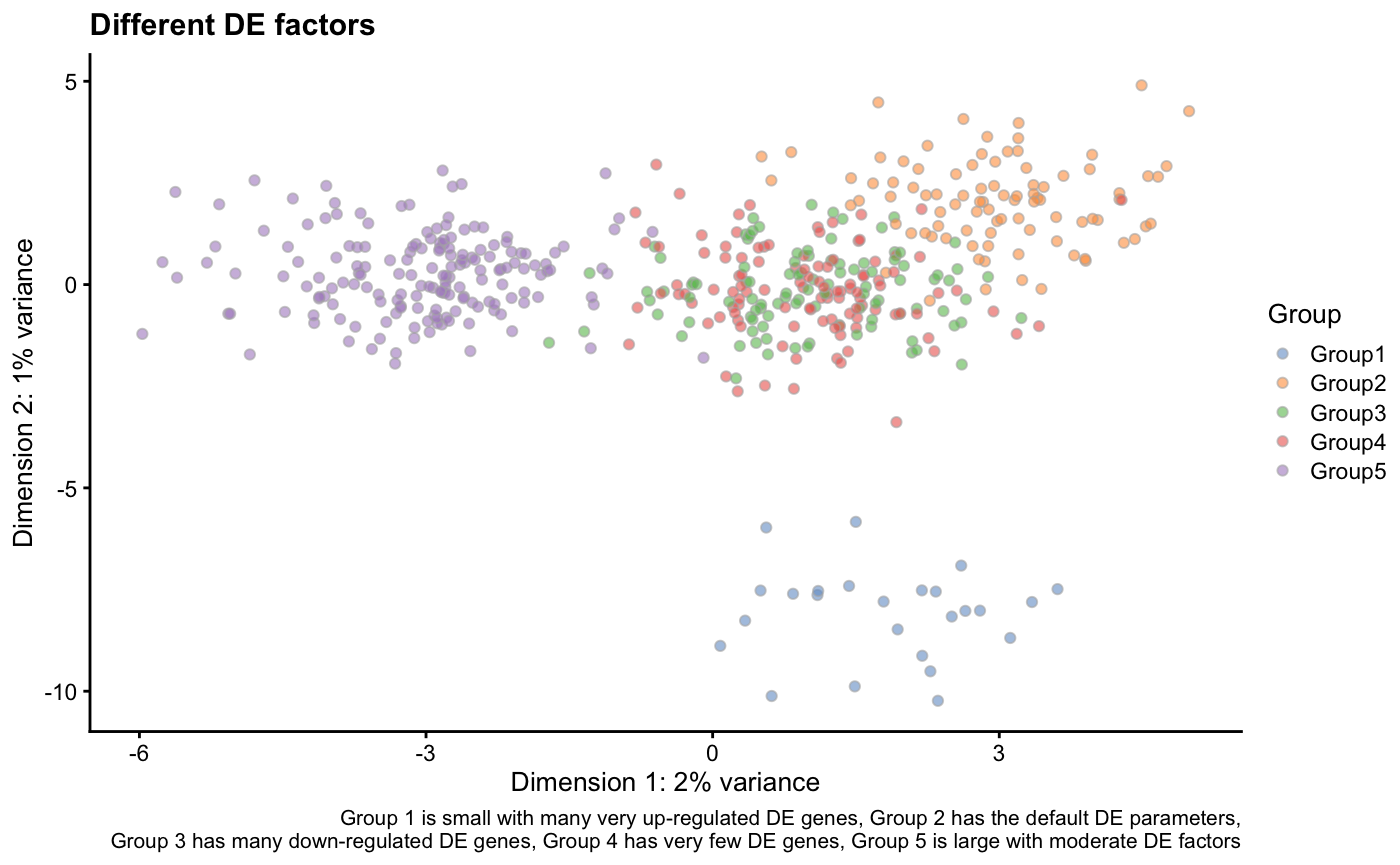 Different DE factors
5
0
-5
-10
Dimension 2: 1% variance
-6
-3
0
3
Dimension 1: 2% variance
Group
Group1
Group2
Group3
Group4
Group5
Group 1 is small with many very up-regulated DE genes, Group 2 has the default DE parameters,
Group 3 has many down-regulated DE genes, Group 4 has very few DE genes, Group 5 is large with moderate DE factors